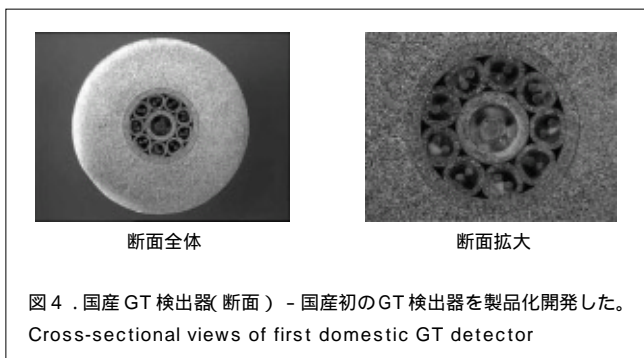 断面全体
断面拡大
図4．国産GT検出器(断面) －国産初のGT検出器を製品化開発した。
Cross-sectional views of first domestic GT detector